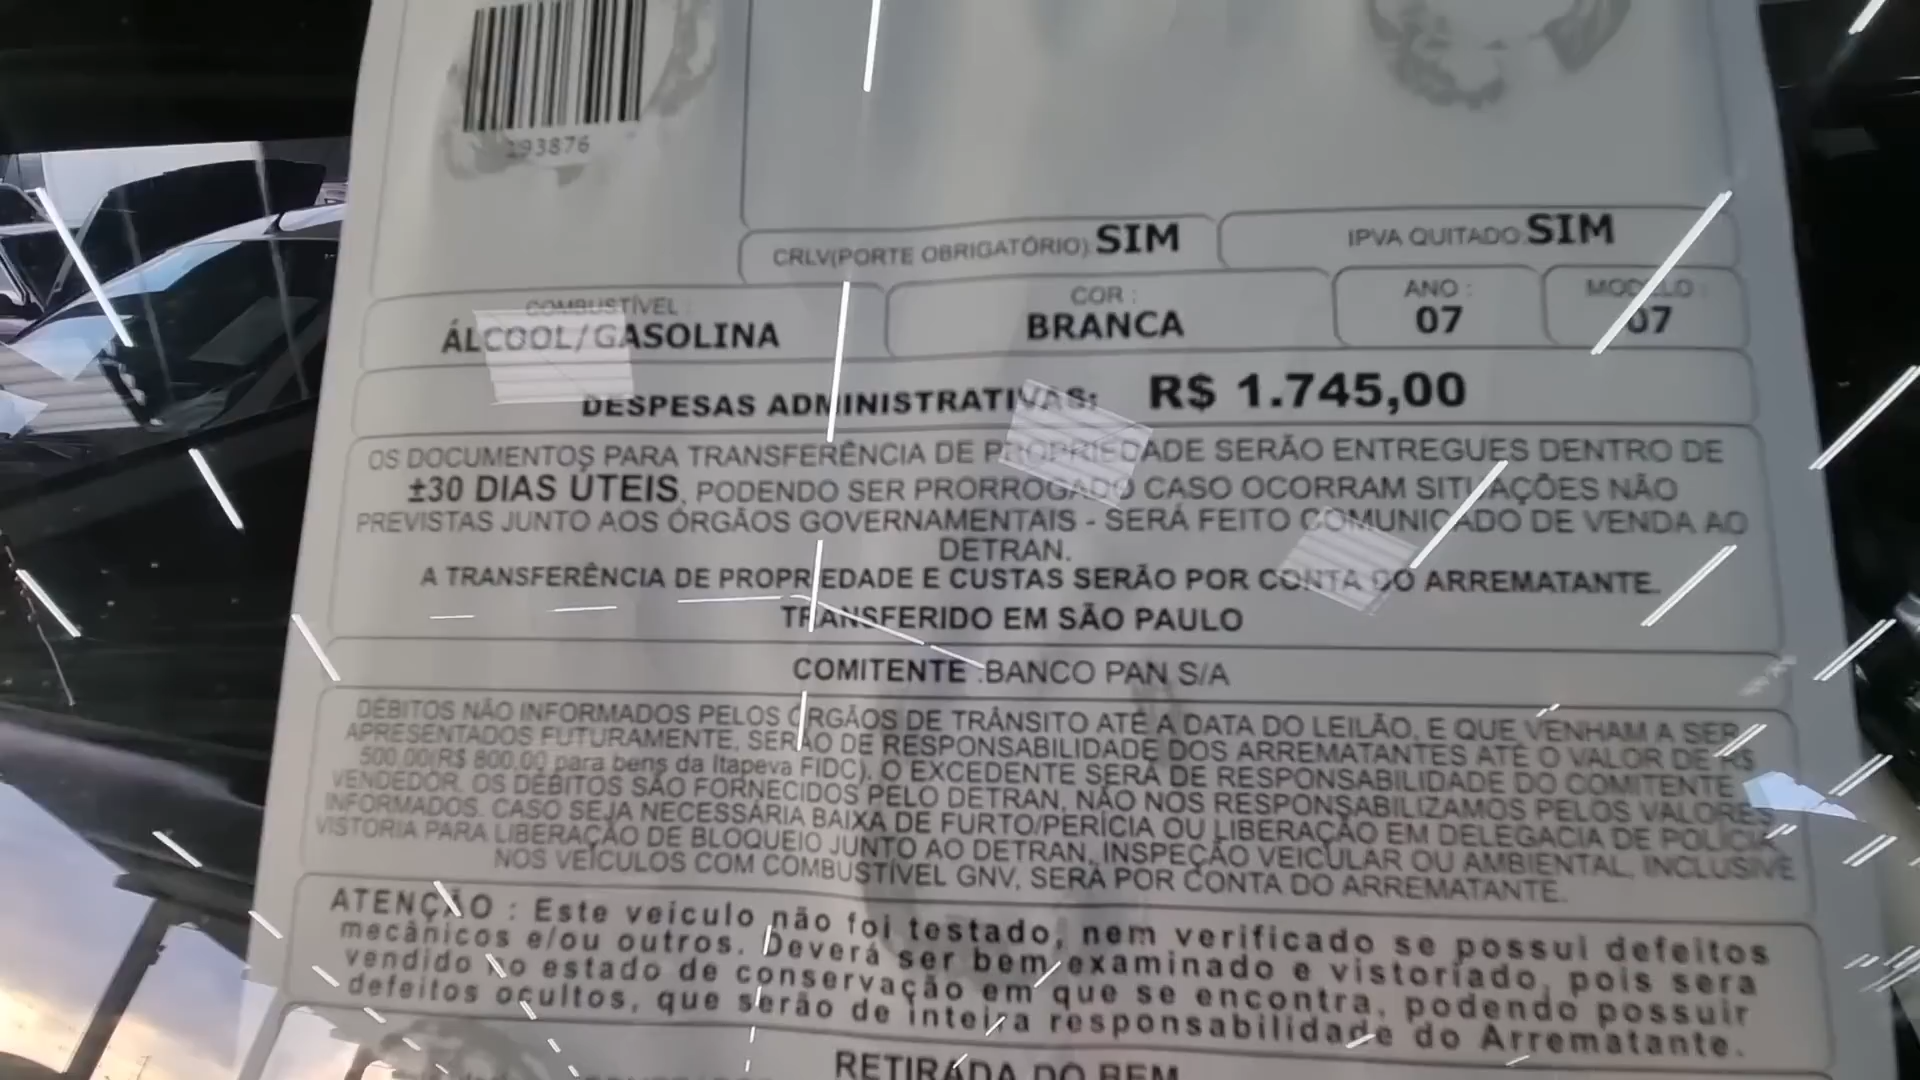 193876
CRLV(PORTE OBRIGATÓRIO) SIM
IPVA QUITADO SIM
COMBUSTÍVEL :
ÁLCOOL/GASOLINA
COR :
BRANCA
ANO :
07
MODELO :
07
DESPESAS ADMINISTRATIVAS: R$ 1.745,00
OS DOCUMENTOS PARA TRANSFERÊNCIA DE PROPRIEDADE SERÃO ENTREGUES DENTRO DE
±30 DIAS ÚTEIS, PODENDO SER PRORROGADO CASO OCORRAM SITUAÇÕES NÃO
PREVISTAS JUNTO AOS ÓRGÃOS GOVERNAMENTAIS - SERÁ FEITO COMUNICADO DE VENDA AO
DETRAN.
A TRANSFERÊNCIA DE PROPRIEDADE E CUSTAS SERÃO POR CONTA DO ARREMATANTE.
TRANSFERIDO EM SÃO PAULO
COMITENTE :BANCO PAN S/A
DÉBITOS NÃO INFORMADOS PELOS ÓRGÃOS DE TRÂNSITO ATÉ A DATA DO LEILÃO, E QUE VENHAM A SER
APRESENTADOS FUTURAMENTE, SERÃO DE RESPONSABILIDADE DOS ARREMATANTES ATÉ O VALOR DE R$
500,00(R$ 800,00 para bens da Itapeva FIDC). O EXCEDENTE SERÁ DE RESPONSABILIDADE DO COMITENTE
VENDEDOR. OS DÉBITOS SÃO FORNECIDOS PELO DETRAN, NÃO NOS RESPONSABILIZAMOS PELOS VALORES
INFORMADOS. CASO SEJA NECESSÁRIA BAIXA DE FURTO/PERÍCIA OU LIBERAÇÃO EM DELEGACIA DE POLÍCIA,
VISTORIA PARA LIBERAÇÃO DE BLOQUEIO JUNTO AO DETRAN, INSPEÇÃO VEICULAR OU AMBIENTAL, INCLUSIVE
NOS VEÍCULOS COM COMBUSTÍVEL GNV, SERÁ POR CONTA DO ARREMATANTE.
ATENÇÃO : Este veiculo não foi testado, nem verificado se possui defeitos
mecânicos e/ou outros. Deverá ser bem examinado e vistoriado, pois sera
vendido no estado de conservação em que se encontra, podendo possuir
defeitos ocultos, que serão de inteira responsabilidade do Arrematante.
RETIRADA DO BEM